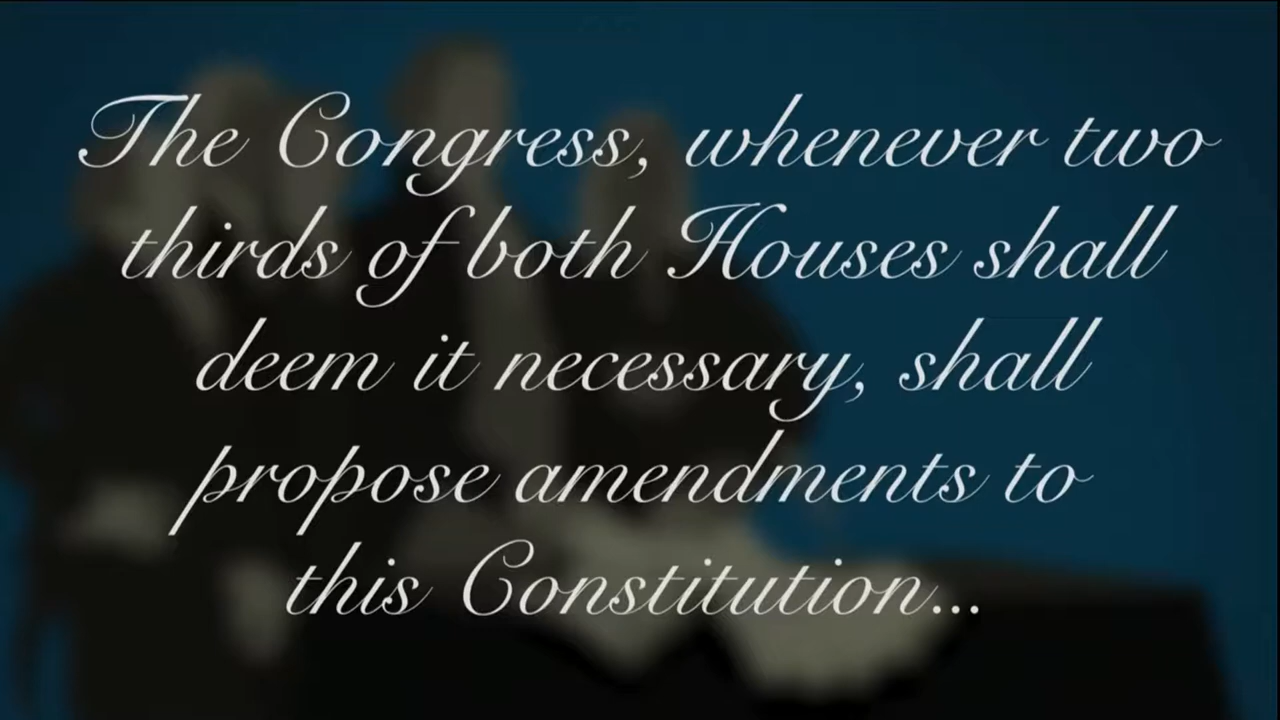 The Congress, whenever two
thirds of both Houses shall
deem it necessary, shall
propose amendments to
this Constitution...